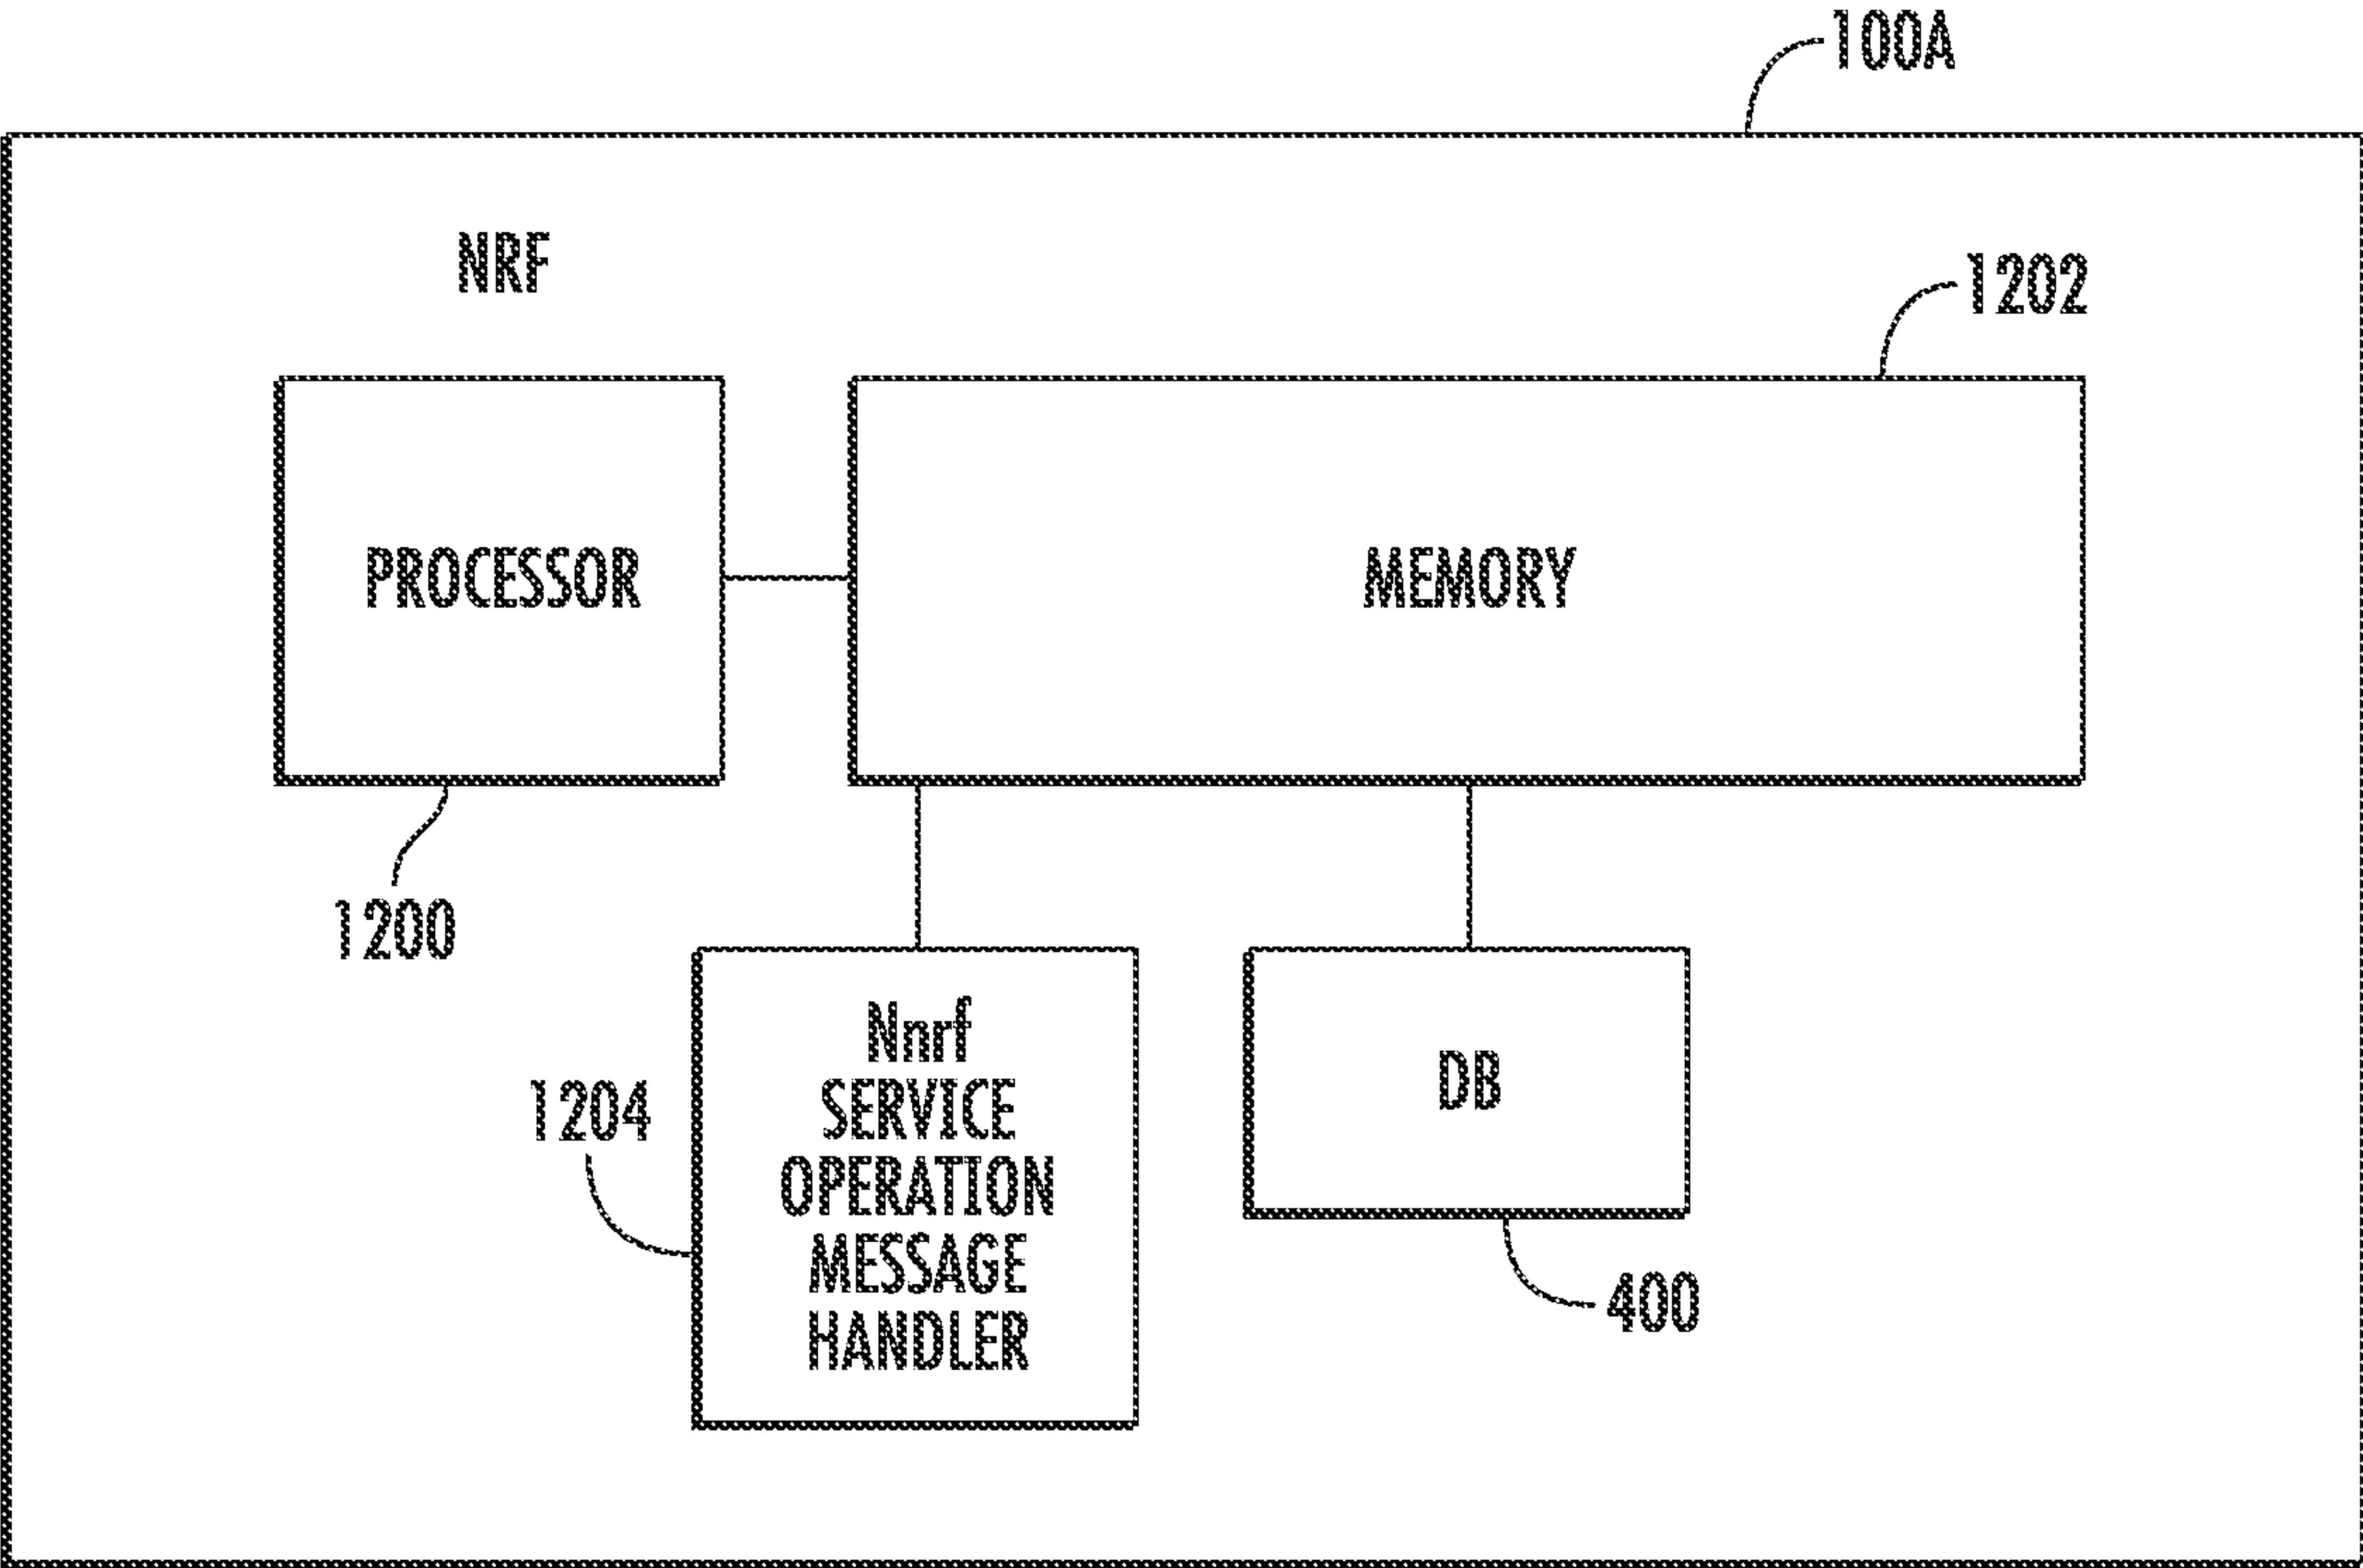 100A
NRF
1202
PROCESSOR
MEMORY
1200
Nnrf
SERVICE
OPERATION
MESSAGE
HANDLER
1204
DB
400